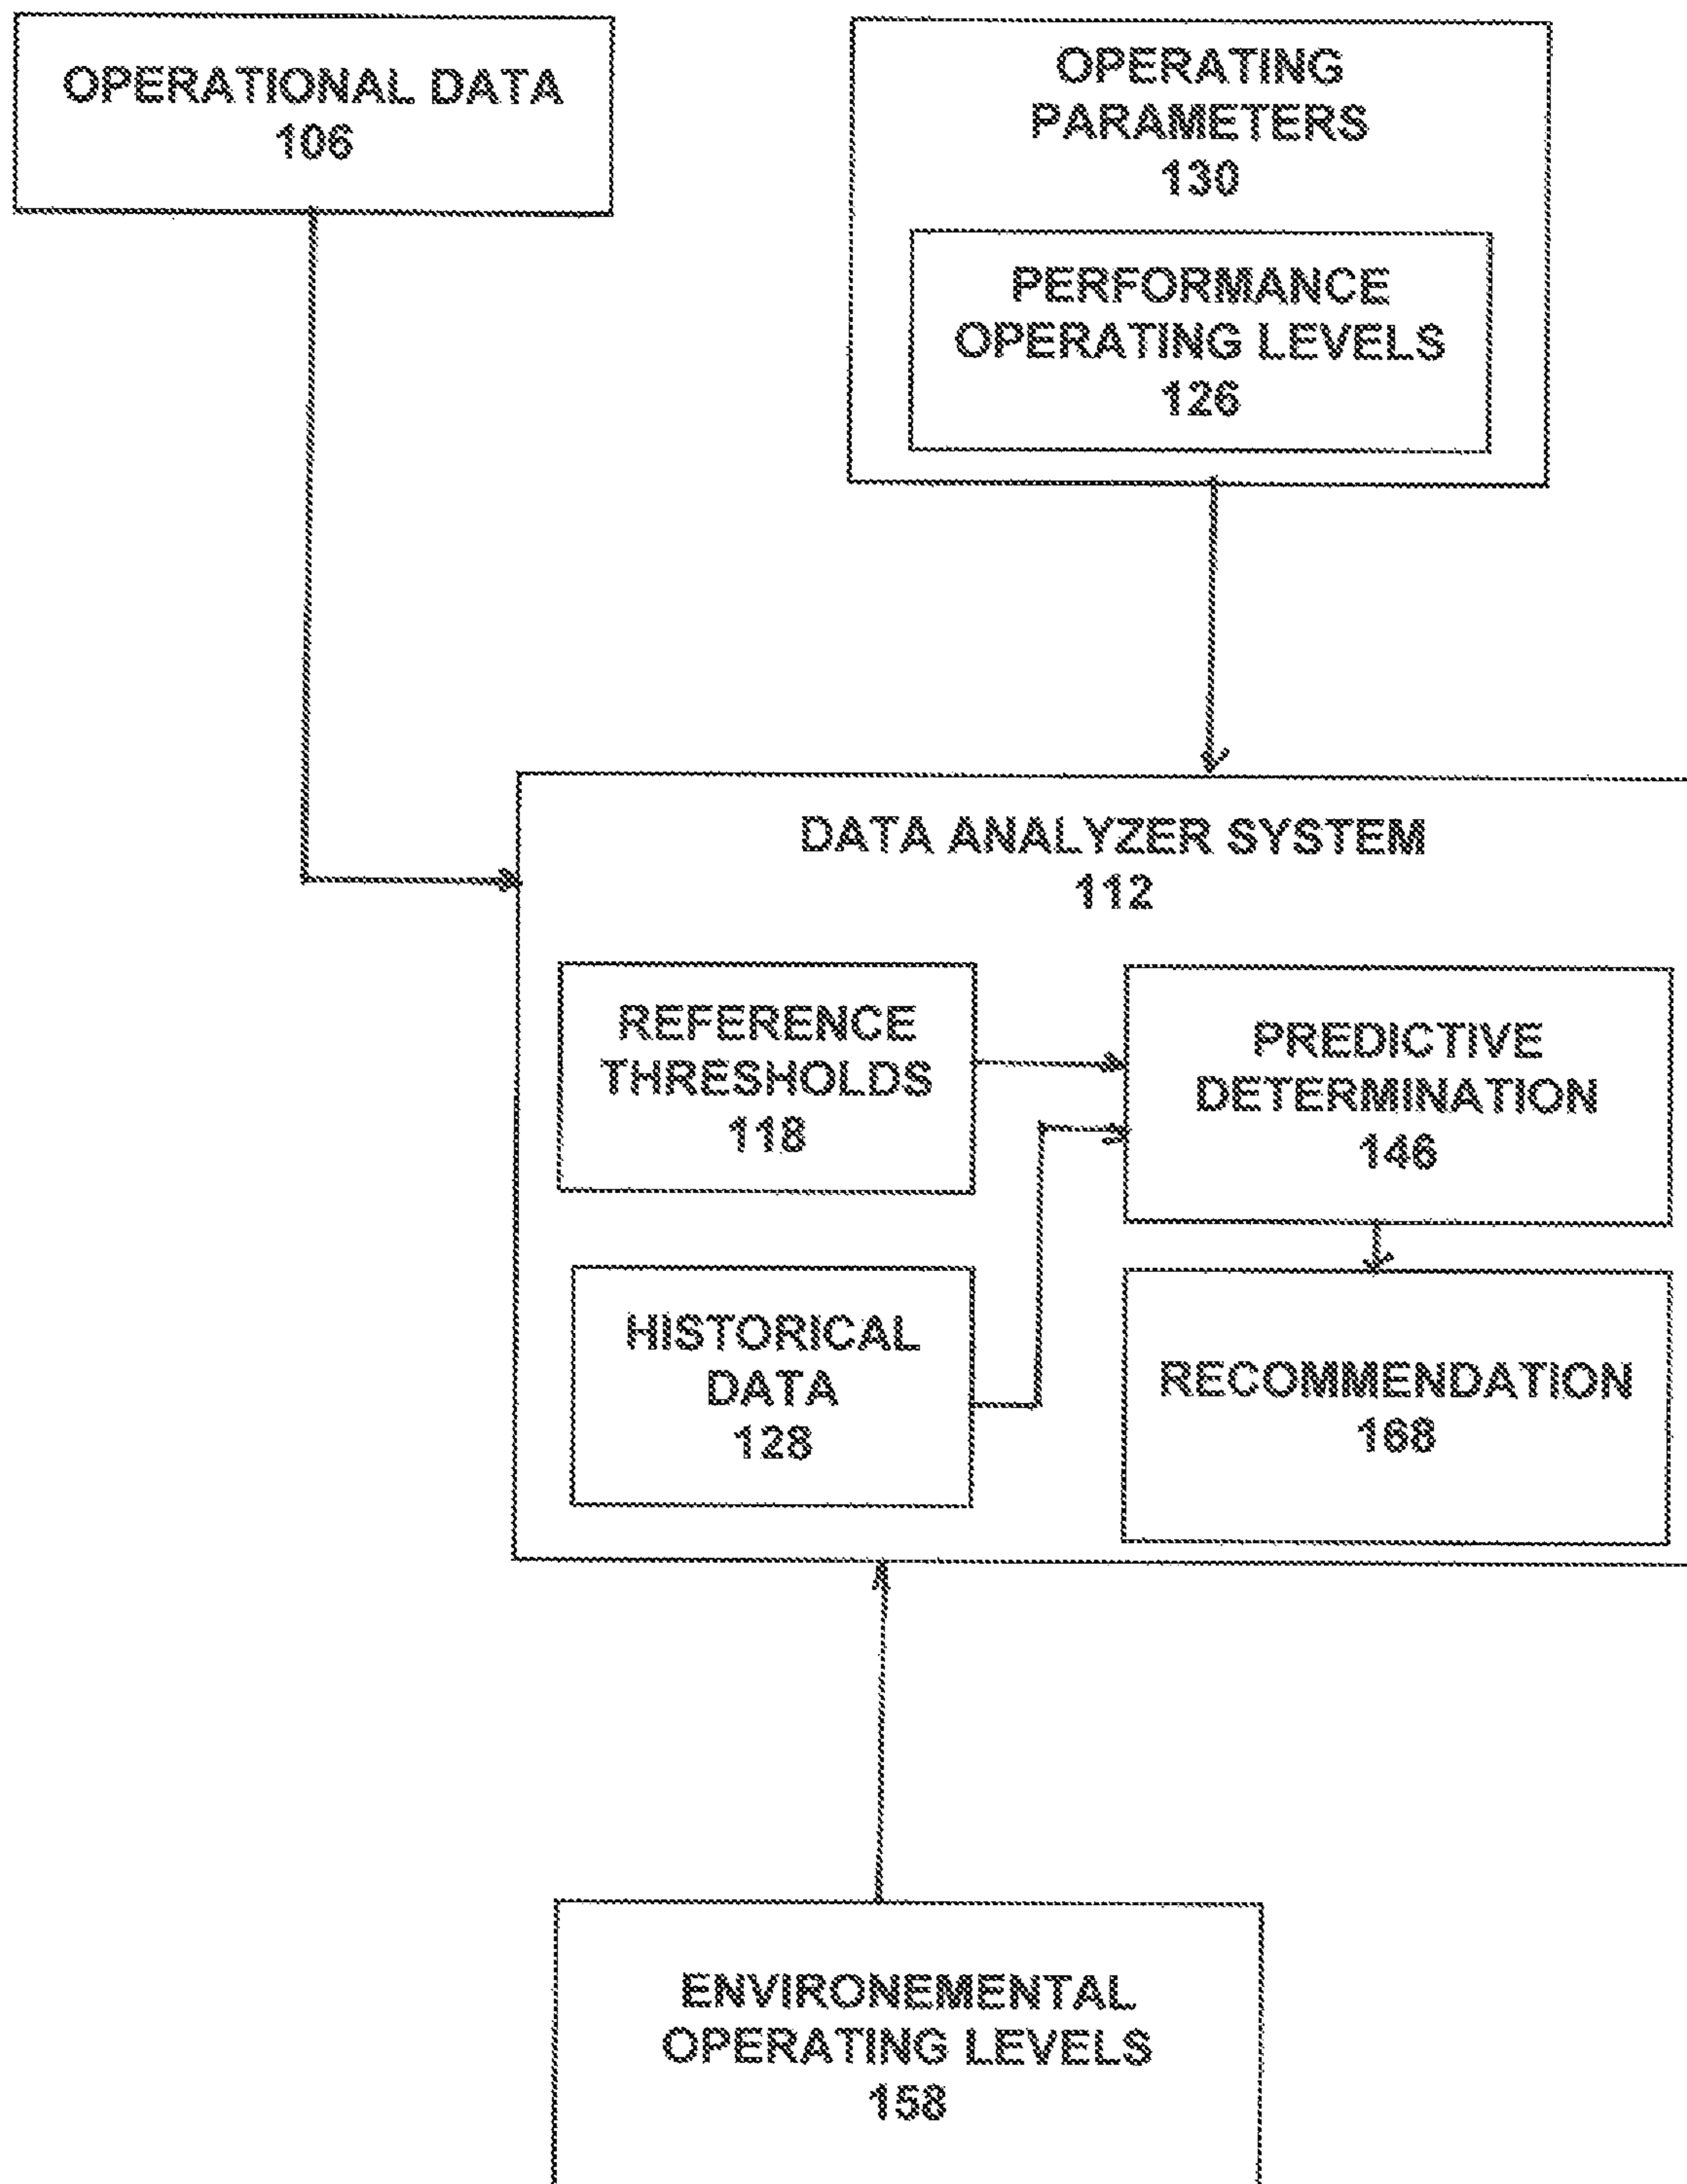 OPERATIONAL DATA
106
OPERATING
PARAMETERS
130
PERFORMANCE
OPERATING LEVELS
126
DATA ANALYZER SYSTEM
112
REFERENCE
THRESHOLDS
118
PREDICTIVE
DETERMINATION
146
HISTORICAL
DATA
128
RECOMMENDATION
168
ENVIRONEMENTAL
OPERATING LEVELS
158